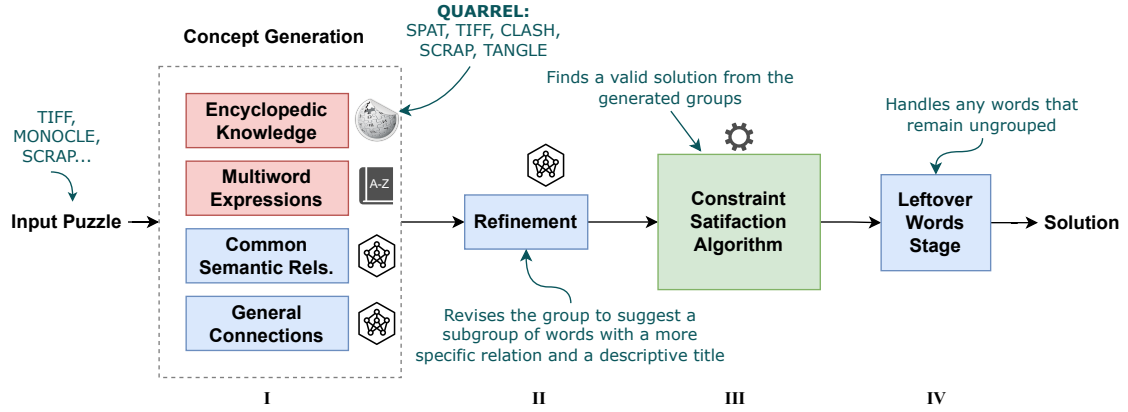 QUARREL:
SPAT, TIFF, CLASH,
SCRAP, TANGLE
Concept Generation
TIFF,
MONOCLE,
SCRAP...
Input Puzzle
Encyclopedic
Knowledge
Multiword
Expressions
A-Z
Common
Semantic Rels.
General
Connections
I
Refinement
Revises the group to suggest a
subgroup of words with a more
specific relation and a descriptive title
II
Finds a valid solution from the
generated groups
Constraint
Satifaction
Algorithm
III
Handles any words that
remain ungrouped
Leftover
Words
Stage
IV
Solution